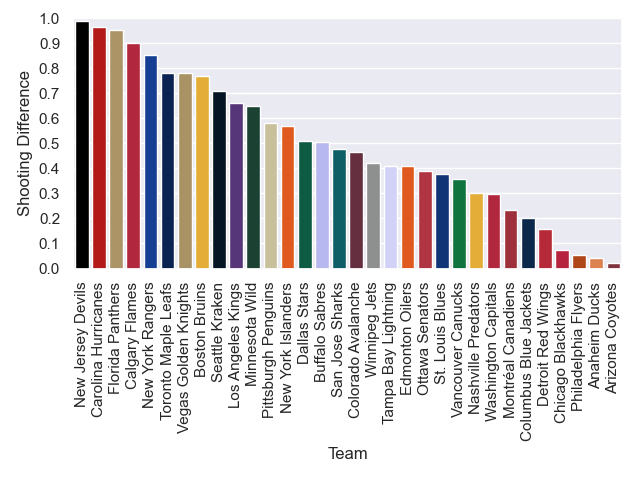 1.0
0.9
0.8
0.7
0.6
0.5
0.4
0.3
0.2
0.1
0.0
Shooting Difference
New Jersey Devils
Carolina Hurricanes
Florida Panthers
Calgary Flames
New York Rangers
Toronto Maple Leafs
Vegas Golden Knights
Boston Bruins
Seattle Kraken
Los Angeles Kings
Minnesota Wild
Pittsburgh Penguins
New York Islanders
Dallas Stars
Buffalo Sabres
San Jose Sharks
Colorado Avalanche
Winnipeg Jets
Tampa Bay Lightning
Edmonton Oilers
Ottawa Senators
St. Louis Blues
Vancouver Canucks
Nashville Predators
Washington Capitals
Montréal Canadiens
Columbus Blue Jackets
Detroit Red Wings
Chicago Blackhawks
Philadelphia Flyers
Anaheim Ducks
Arizona Coyotes
Team